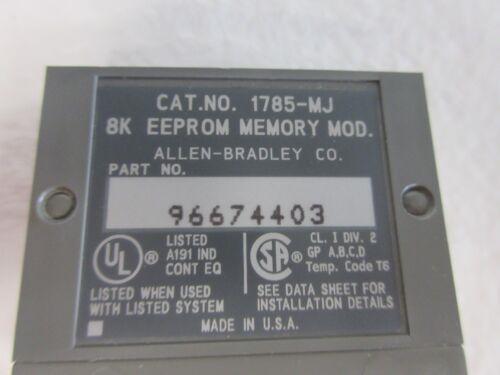 CAT.NO. 1785-MJ
8K EEPROM MEMORY MOD.
ALLEN-BRADLEY CO.
PART NO.
96674403
UL ® LISTED
A191 IND
CONT EQ
LISTED WHEN USED
WITH LISTED SYSTEM
SA ® CL. I DIV. 2
GP A,B,C,D
Temp. Code T6
SEE DATA SHEET FOR
INSTALLATION DETAILS
MADE IN U.S.A.